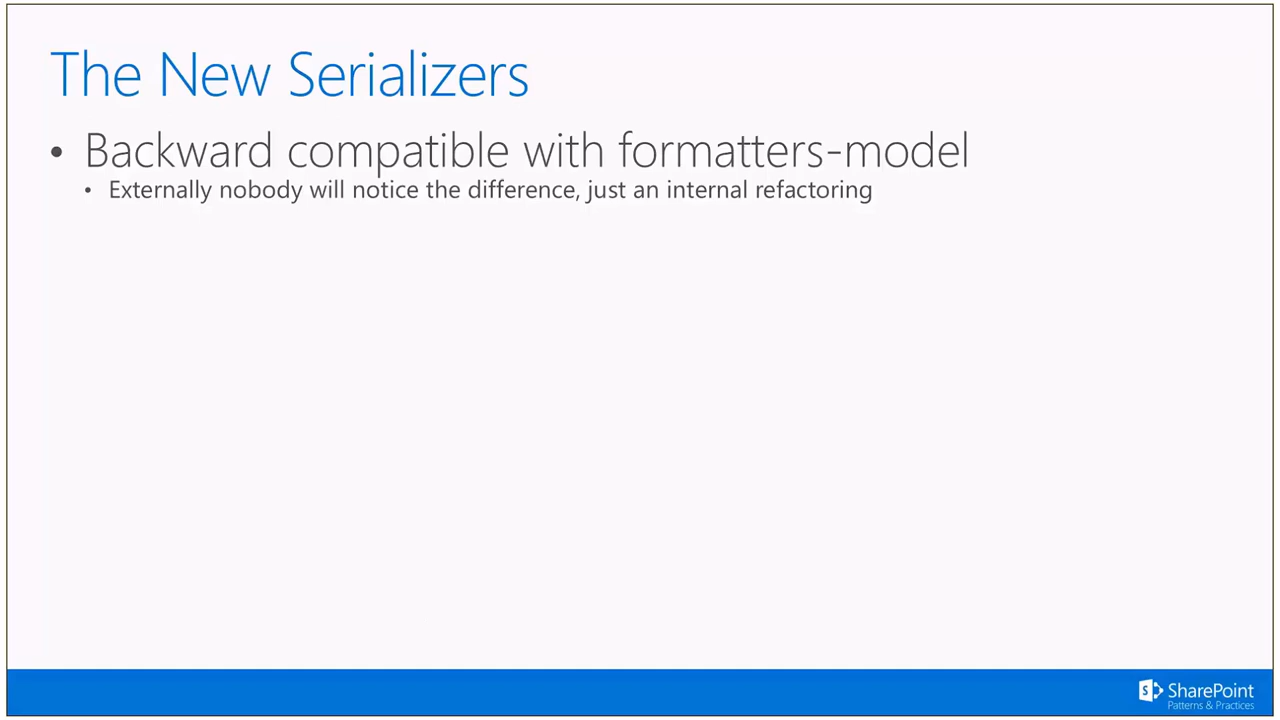 The New Serializers
• Backward compatible with formatters-model
• Externally nobody will notice the difference, just an internal refactoring
S SharePoint
Patterns & Practices